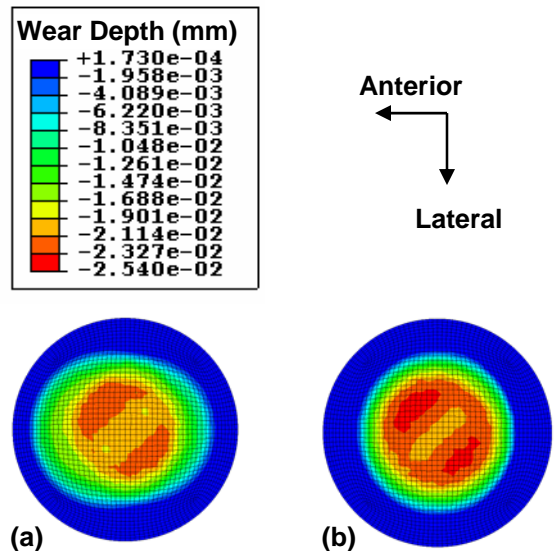 Wear Depth (mm)
+1.730e-04
-1.958e-03
-4.089e-03
-6.220e-03
-8.351e-03
-1.048e-02
-1.261e-02
-1.474e-02
-1.688e-02
-1.901e-02
-2.114e-02
-2.327e-02
-2.540e-02
Anterior
Lateral
(a)
(b)